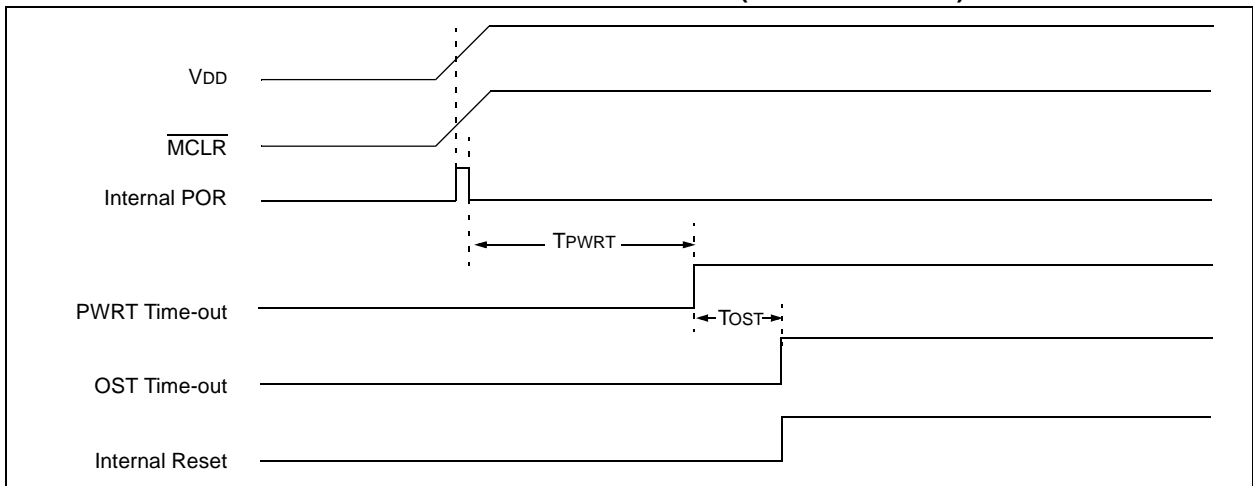 VDD
MCLR
Internal POR
TPWRT
PWRT Time-out
TOST
OST Time-out
Internal Reset